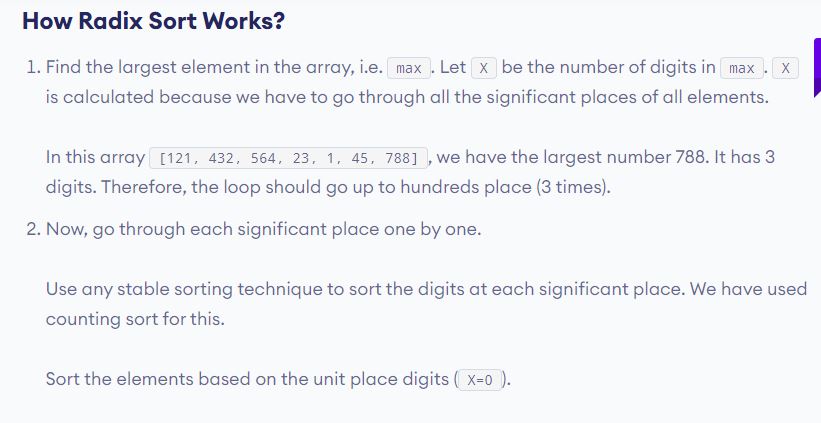 How Radix Sort Works?
1. Find the largest element in the array, i.e. max . Let X be the number of digits in max . X
is calculated because we have to go through all the significant places of all elements.
In this array [121, 432, 564, 23, 1, 45, 788] , we have the largest number 788. It has 3
digits. Therefore, the loop should go up to hundreds place (3 times).
2. Now, go through each significant place one by one.
Use any stable sorting technique to sort the digits at each significant place. We have used
counting sort for this.
Sort the elements based on the unit place digits ( X=0 ).